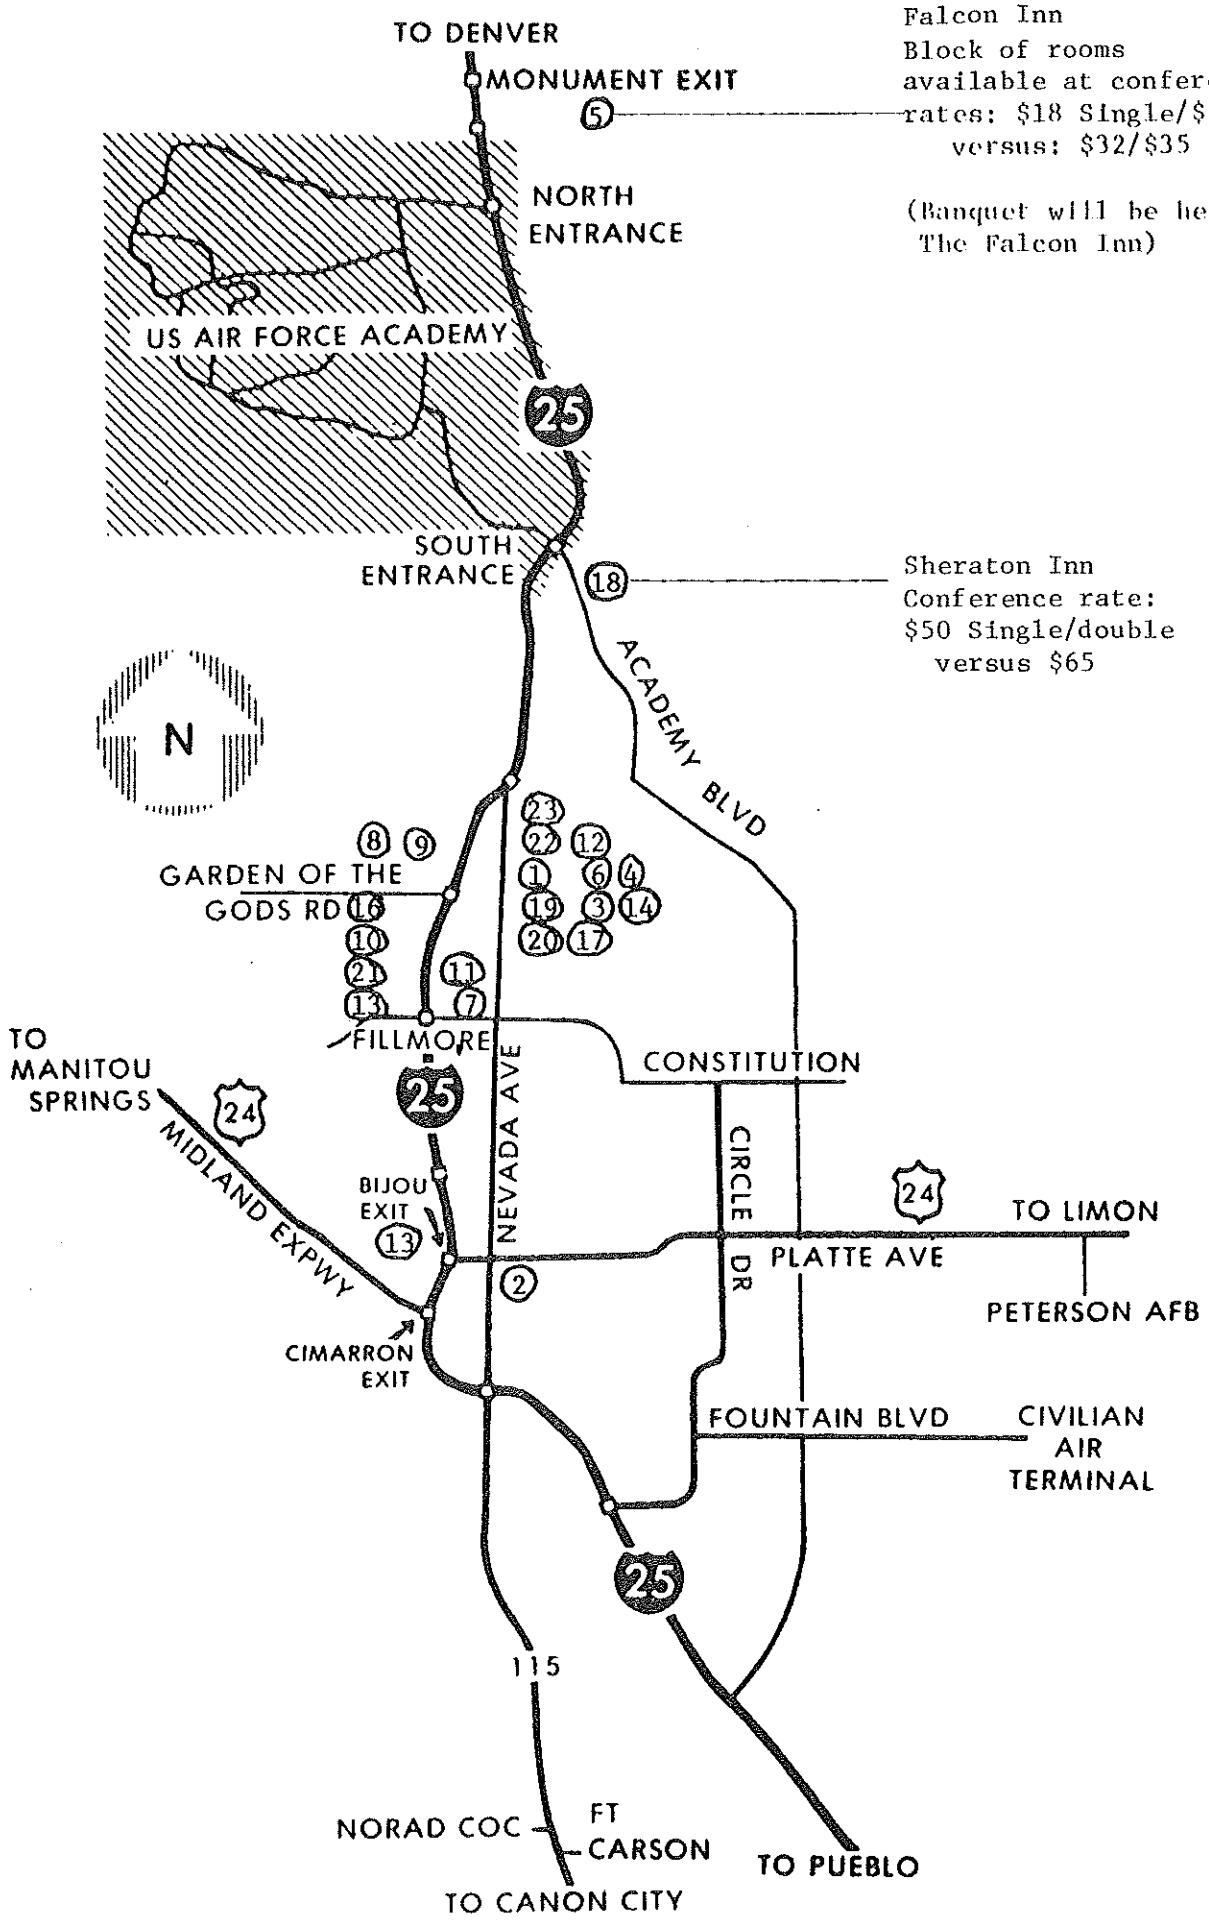 TO DENVER
MONUMENT EXIT
5
Falcon Inn
Block of rooms
available at
rates: $18 Single/$
versus: $32/$35
(Banquet will be
The Falcon Inn)
NORTH
ENTRANCE
US AIR FORCE ACADEMY
25
SOUTH
ENTRANCE
18
Sheraton Inn
Conference rate:
$50 Single/double
versus $65
ACADEMY BLVD
N
23
8 9 22 12
GARDEN OF THE
1 6 4
GODS RD 16
19 3 14
10
20 17
21 11
13 7
FILLMORE
TO
MANITOU
SPRINGS
24
MIDLAND EXPWY
25
NEVADA AVE
CONSTITUTION
CIRCLE DR
BIJOU
EXIT
13
2
24
TO LIMON
PLATTE AVE
PETERSON AFB
CIMARRON
EXIT
FOUNTAIN BLVD
CIVILIAN
AIR
TERMINAL
25
115
NORAD COC
FT
CARSON
TO PUEBLO
TO CANON CITY